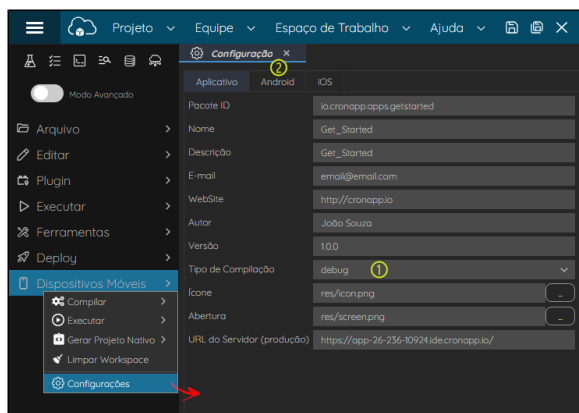 Projeto Equipe Espaço de Trabalho Ajuda
Configuração ×
2
Modo Avançado
Aplicativo Android iOS
Pacote ID io.cronapp.apps.getstarted
Arquivo
Nome Get_Started
Editar
Descrição Get_Started
Plugin
E-mail email@email.com
Executar
WebSite http://cronapp.io
Ferramentas
Autor João Souza
Deploy
Versão 1.0.0
Dispositivos Móveis
Tipo de Compilação debug 1
Compilar
Ícone res/icon.png ...
Executar
Abertura res/screen.png ...
Gerar Projeto Nativo
URL do Servidor (produção) https://app-26-236-10924.ide.cronapp.io/
Limpar Workspace
Configurações